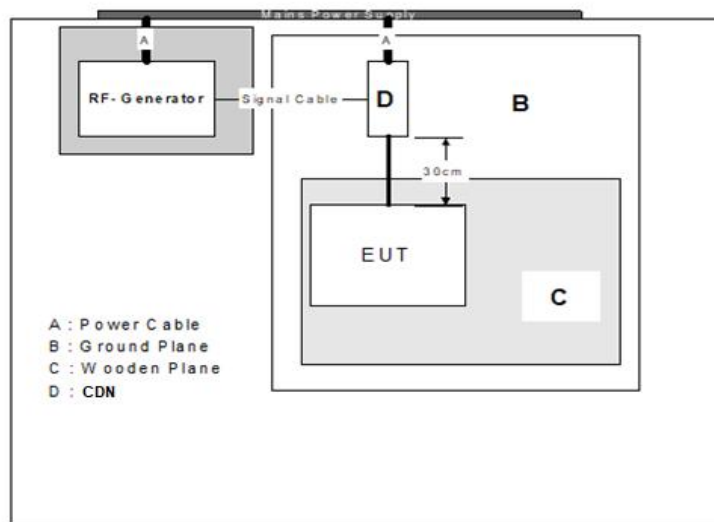 Mains Power Supply
A
A
RF- Generator
Signal Cable
D
B
30cm
EUT
C
A : Power Cable
B : Ground Plane
C : Wooden Plane
D : CDN